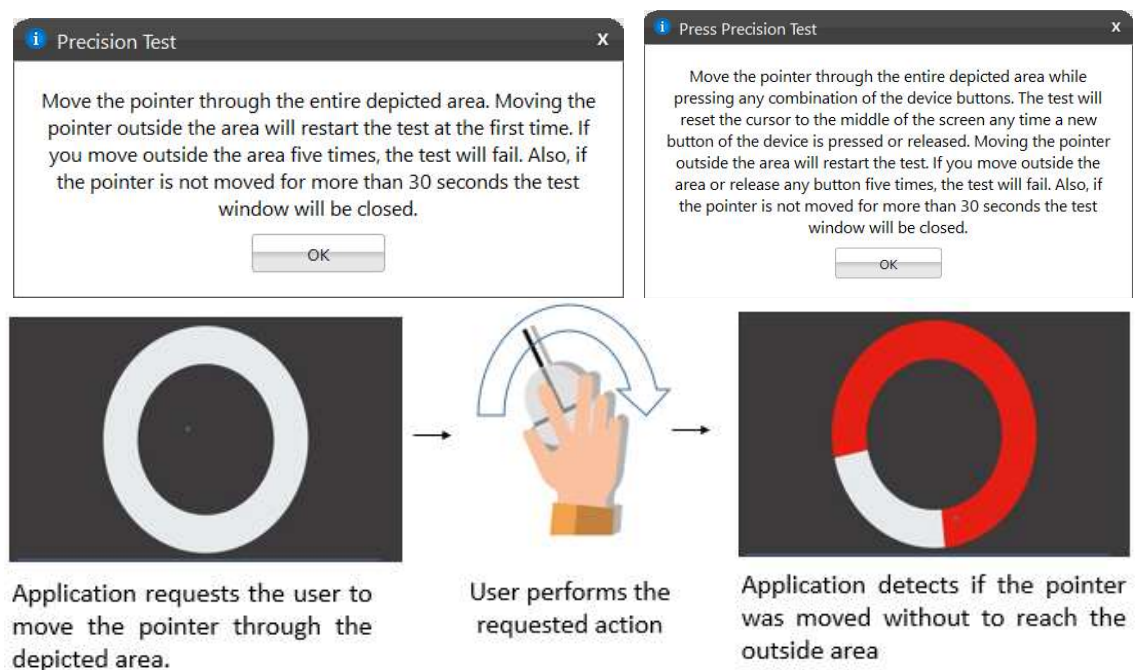 Precision Test
X
Move the pointer through the entire depicted area. Moving the
pointer outside the area will restart the test at the first time. If
you move outside the area five times, the test will fail. Also, if
the pointer is not moved for more than 30 seconds the test
window will be closed.
OK
Press Precision Test
X
Move the pointer through the entire depicted area while
pressing any combination of the device buttons. The test will
reset the cursor to the middle of the screen any time a new
button of the device is pressed or released. Moving the pointer
outside the area will restart the test. If you move outside the
area or release any button five times, the test will fail. Also, if
the pointer is not moved for more than 30 seconds the test
window will be closed.
OK
Application requests the user to
move the pointer through the
depicted area.
User performs the
requested action
Application detects if the pointer
was moved without to reach the
outside area